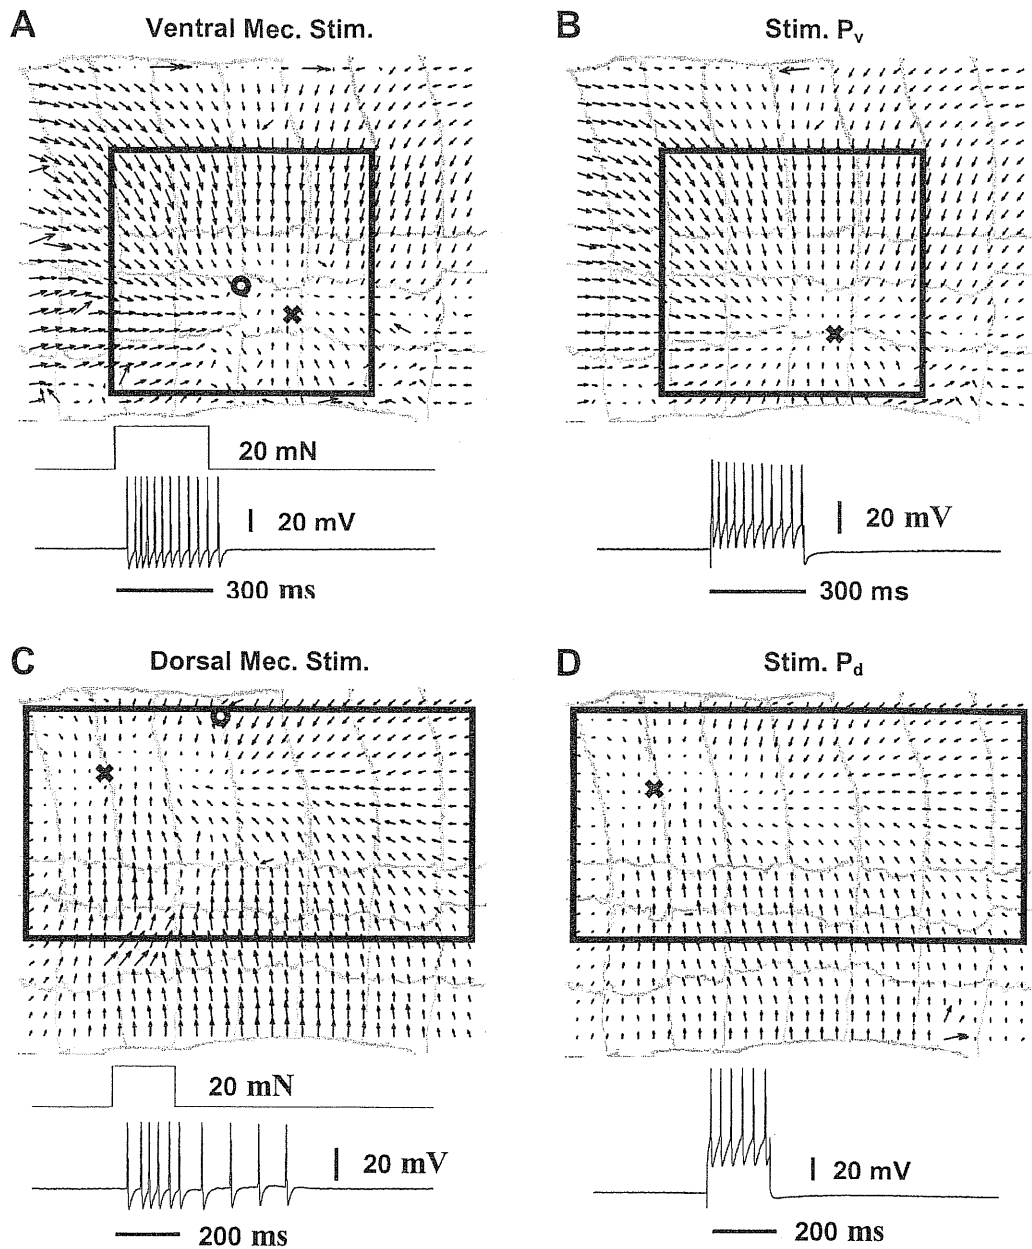 A
Ventral Mec. Stim.
B
Stim. Pv
20 mN
20 mV
300 ms
20 mV
300 ms
C
Dorsal Mec. Stim.
D
Stim. Pd
20 mN
20 mV
200 ms
20 mV
200 ms